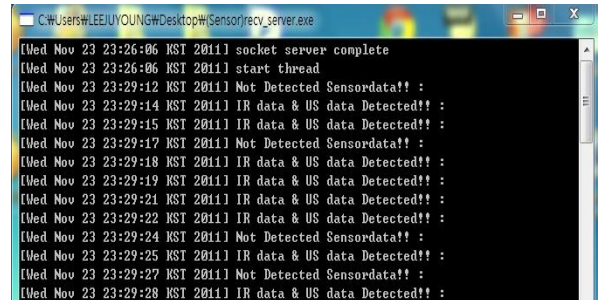 C:₩Users₩LEEJUYOUNG₩Desktop₩(Sensor)recv_server.exe
[Wed Nov 23 23:26:06 KST 2011] socket server complete
[Wed Nov 23 23:26:06 KST 2011] start thread
[Wed Nov 23 23:29:12 KST 2011] Not Detected Sensordata!! :
[Wed Nov 23 23:29:14 KST 2011] IR data & US data Detected!! :
[Wed Nov 23 23:29:15 KST 2011] IR data & US data Detected!! :
[Wed Nov 23 23:29:17 KST 2011] Not Detected Sensordata!! :
[Wed Nov 23 23:29:18 KST 2011] IR data & US data Detected!! :
[Wed Nov 23 23:29:19 KST 2011] IR data & US data Detected!! :
[Wed Nov 23 23:29:21 KST 2011] IR data & US data Detected!! :
[Wed Nov 23 23:29:22 KST 2011] IR data & US data Detected!! :
[Wed Nov 23 23:29:24 KST 2011] Not Detected Sensordata!! :
[Wed Nov 23 23:29:25 KST 2011] IR data & US data Detected!! :
[Wed Nov 23 23:29:27 KST 2011] Not Detected Sensordata!! :
[Wed Nov 23 23:29:28 KST 2011] IR data & US data Detected!! :